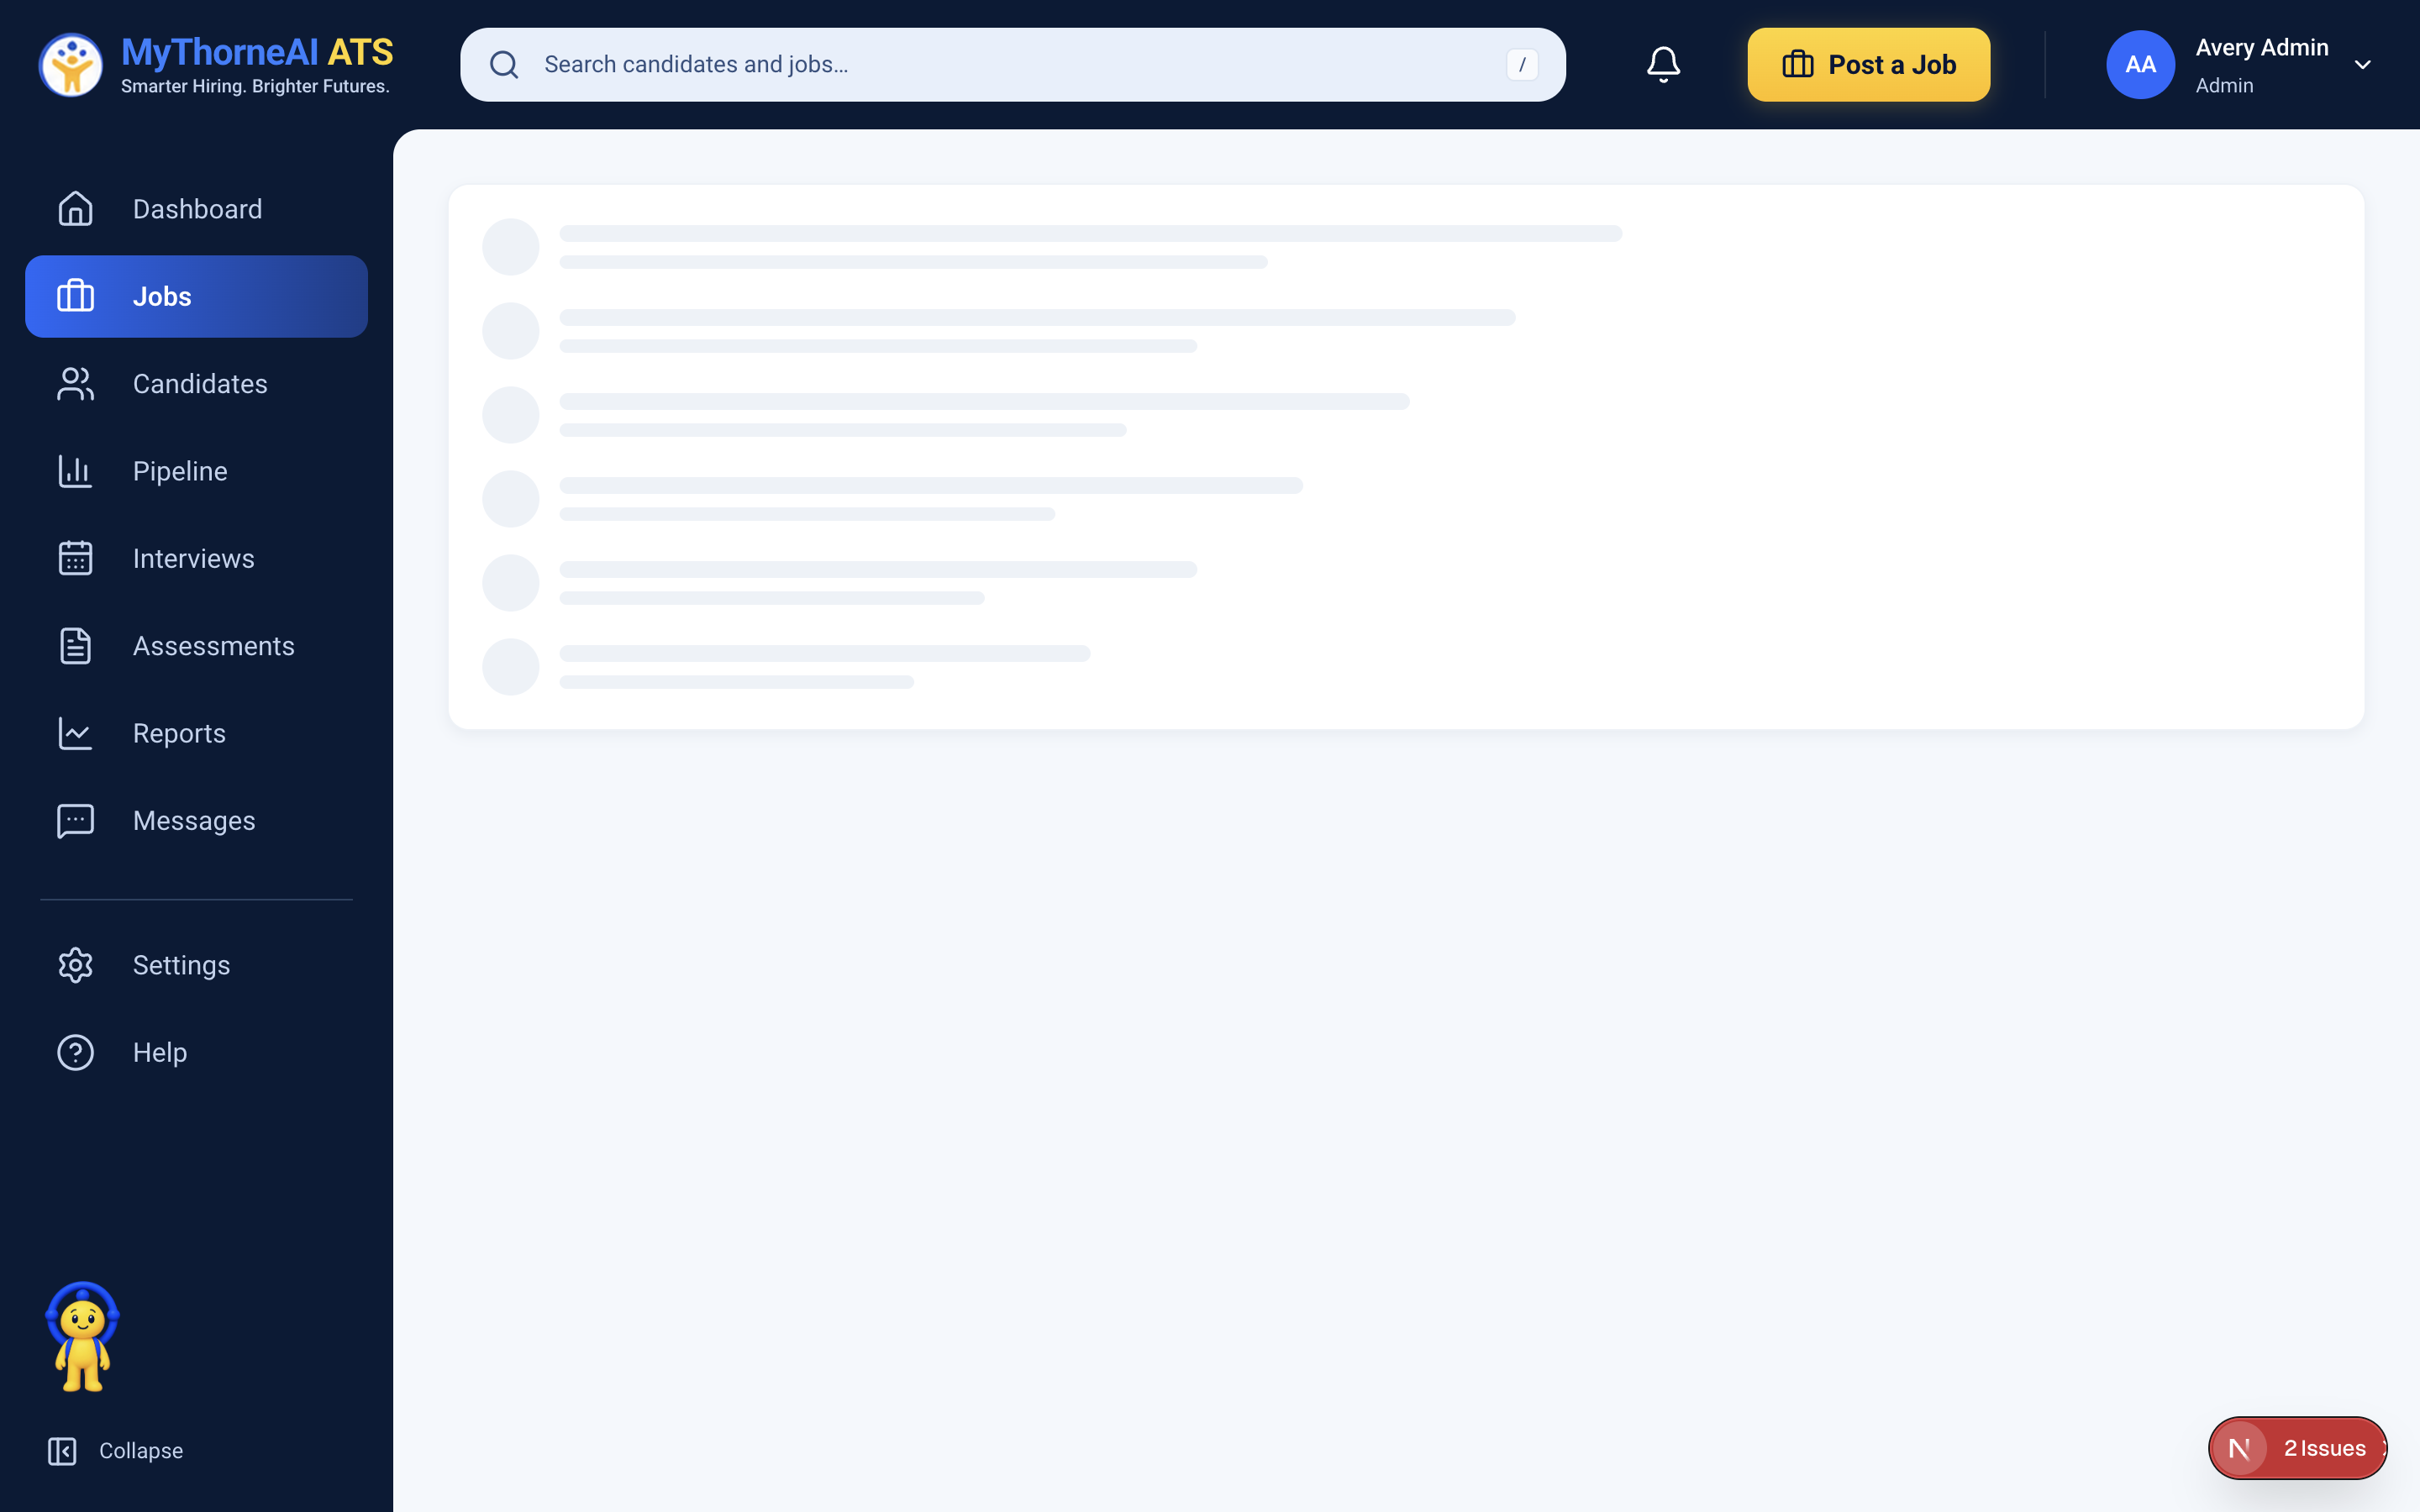 MyThorneAI ATS
Smarter Hiring. Brighter Futures.
Search candidates and jobs...
/
Post a Job
AA
Avery Admin
Admin
Dashboard
Jobs
Candidates
Pipeline
Interviews
Assessments
Reports
Messages
Settings
Help
Collapse
N
2 Issues